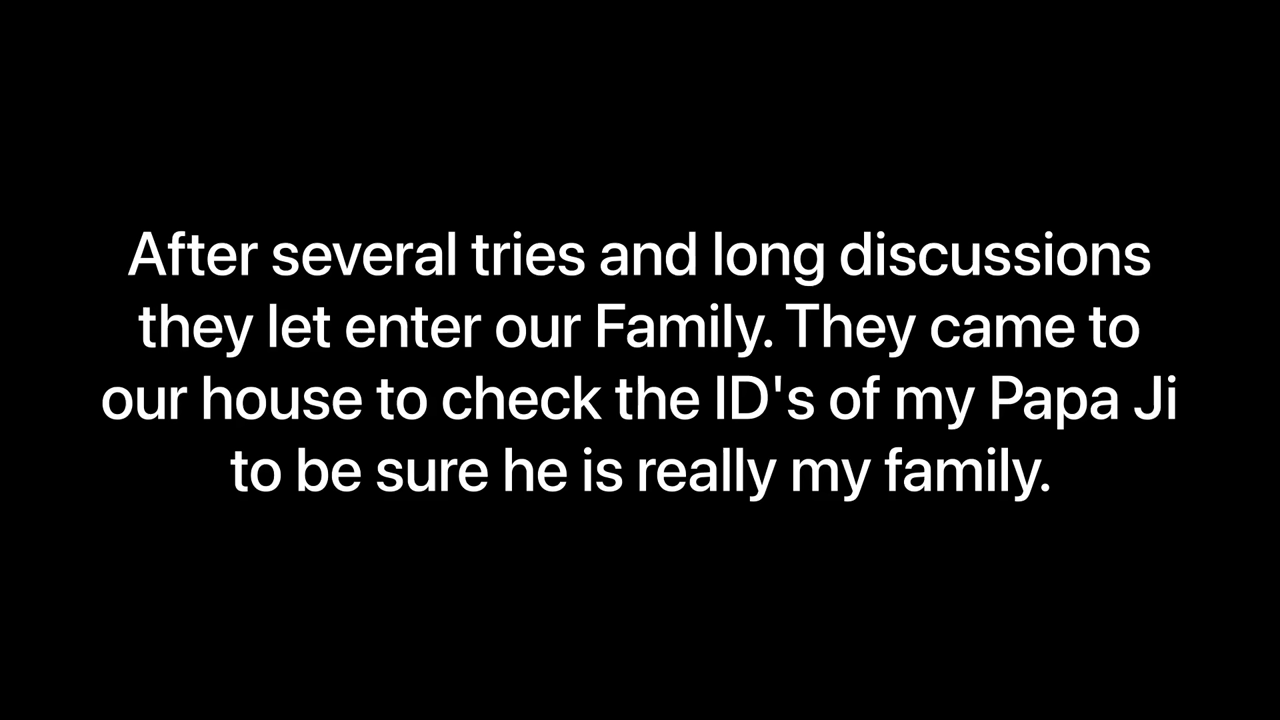 After several tries and long discussions
they let enter our Family. They came to
our house to check the ID's of my Papa Ji
to be sure he is really my family.